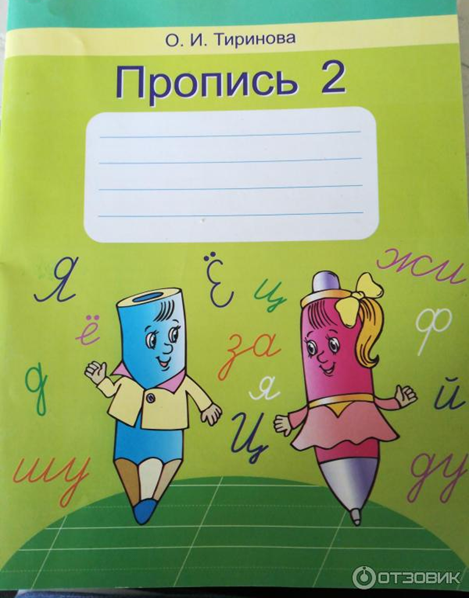 О. И. Тиринова
Пропись 2
жи
Я
Ё
ц
ё
за
ф
д
я
й
Ц
шу
ду
ОТЗОВИК